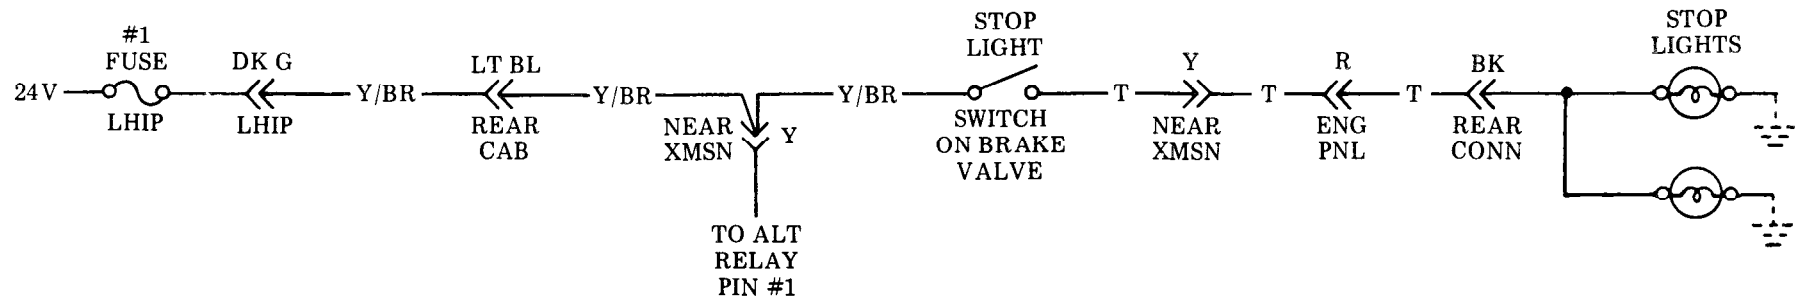 #1
FUSE
24V
LHIP
DK G
LHIP
Y/BR
LT BL
REAR
CAB
Y/BR
NEAR
XMSN
Y
TO ALT
RELAY
PIN #1
Y/BR
STOP
LIGHT
SWITCH
ON BRAKE
VALVE
T
Y
NEAR
XMSN
T
R
ENG
PNL
T
BK
REAR
CONN
STOP
LIGHTS